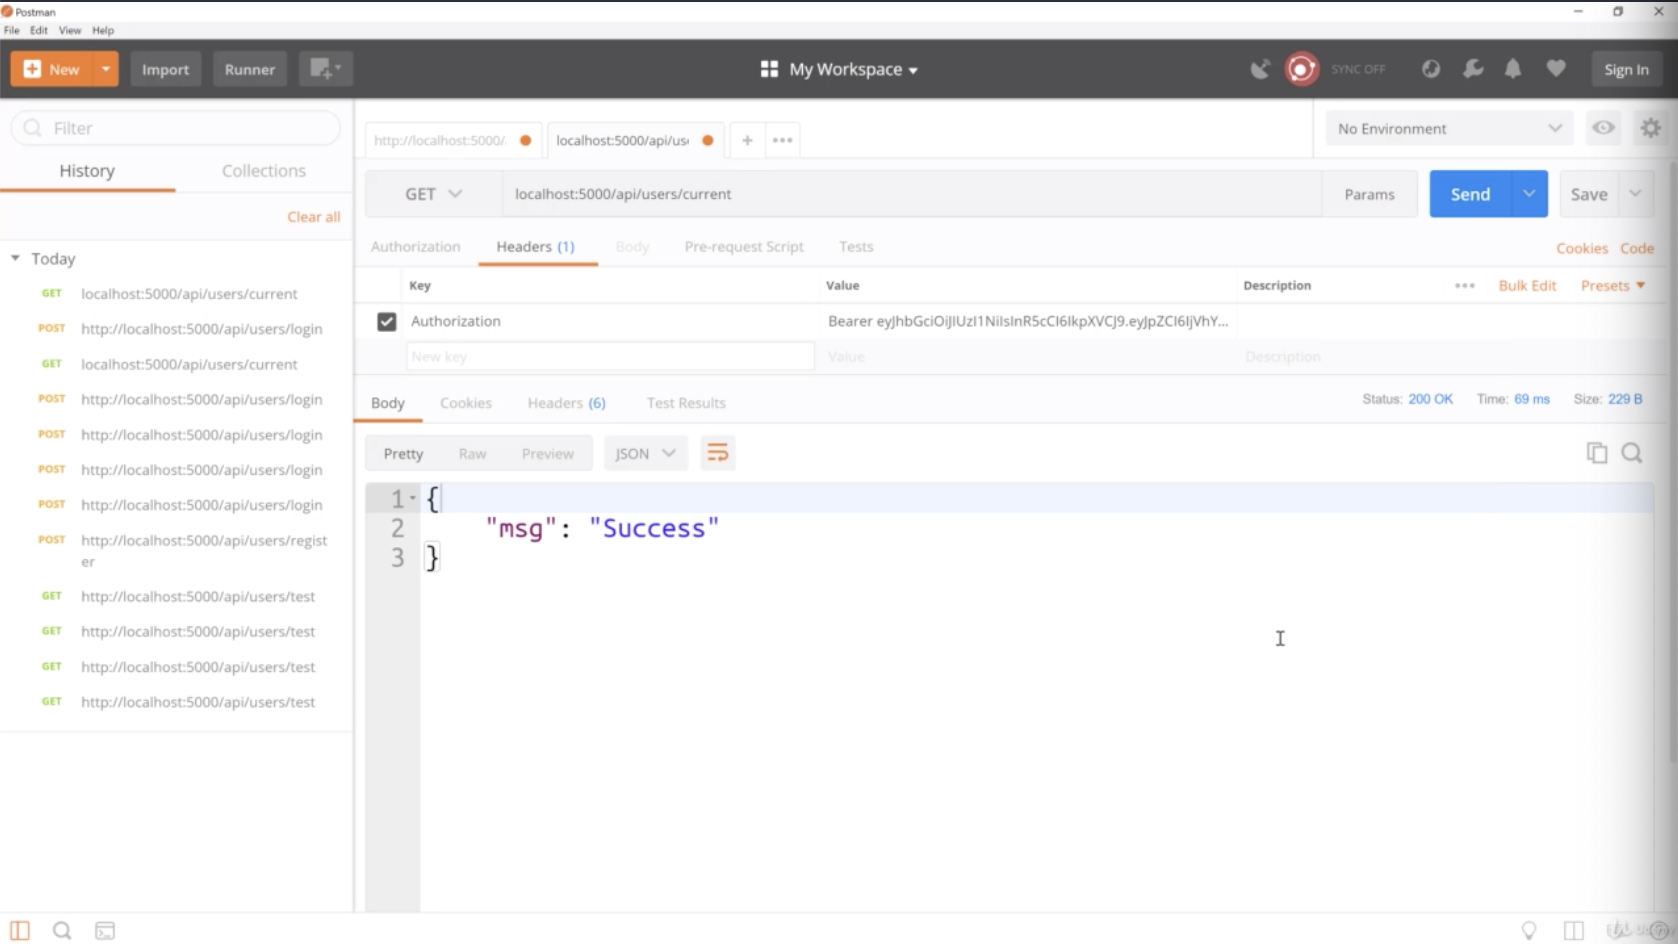 Postman
File Edit View Help
New Import Runner My Workspace SYNC OFF Sign In
Filter
History Collections
Clear all
Today
GET localhost:5000/api/users/current
POST http://localhost:5000/api/users/login
GET localhost:5000/api/users/current
POST http://localhost:5000/api/users/login
POST http://localhost:5000/api/users/login
POST http://localhost:5000/api/users/login
POST http://localhost:5000/api/users/login
POST http://localhost:5000/api/users/regist
er
GET http://localhost:5000/api/users/test
GET http://localhost:5000/api/users/test
GET http://localhost:5000/api/users/test
GET http://localhost:5000/api/users/test
http://localhost:5000/ localhost:5000/api/us + ••• No Environment
GET localhost:5000/api/users/current Params Send Save
Authorization Headers (1) Body Pre-request Script Tests Cookies Code
Key Value Description ••• Bulk Edit Presets
Authorization Bearer eyJhbGciOiJIUzI1NiIsInR5cCI6IkpXVCJ9.eyJpZCI6IjVhY...
New key Value Description
Body Cookies Headers (6) Test Results Status: 200 OK Time: 69 ms Size: 229 B
Pretty Raw Preview JSON
1 {
2 "msg": "Success"
3 }